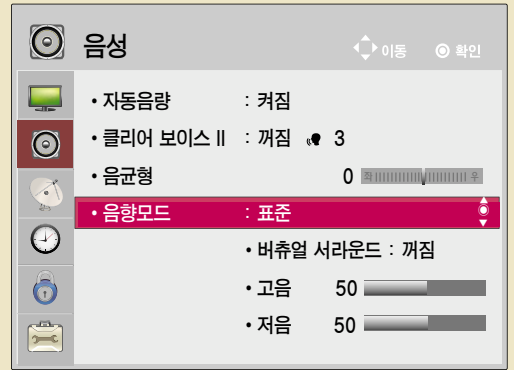 음성 이동 확인
• 자동음량 : 켜짐
• 클리어 보이스 II : 꺼짐 3
• 음균형 0 좌 우
• 음향모드 : 표준
• 버츄얼 서라운드 : 꺼짐
• 고음 50
• 저음 50